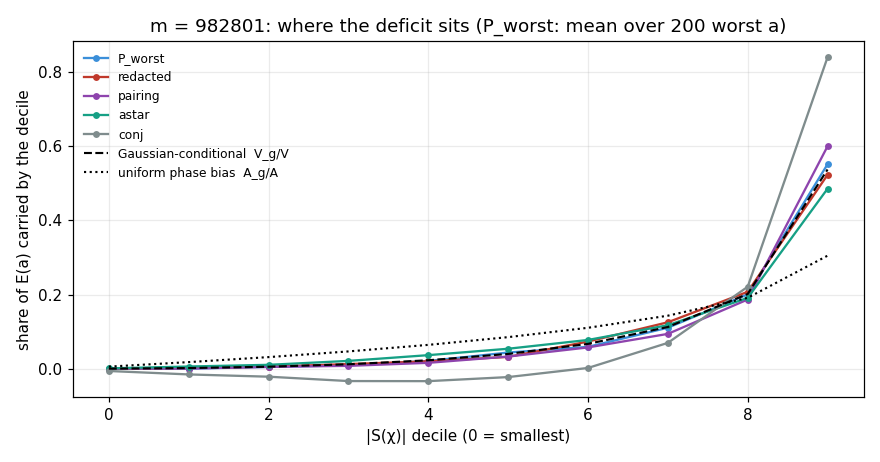 m = 982801: where the deficit sits (P_worst: mean over 200 worst a)
share of E(a) carried by the decile
0.8
0.6
0.4
0.2
0.0
P_worst
redacted
pairing
astar
conj
Gaussian-conditional V_g/V
uniform phase bias A_g/A
0 2 4 6 8
|S(χ)| decile (0 = smallest)